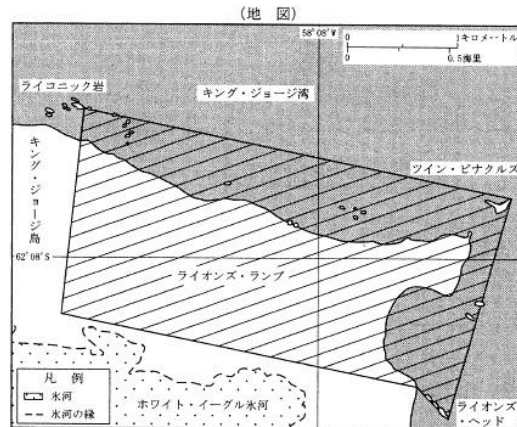 (地 図)
58°08′W
0 1キロメートル
0 0.5海里
ライコニック岩
キング・ジョージ湾
キング・ジョージ島
ツイン・ピナクルズ
62°08′S
ライオンズ・ランプ
凡 例
氷河
氷河の縁
ホワイト・イーグル氷河
ライオンズ
・ヘッド